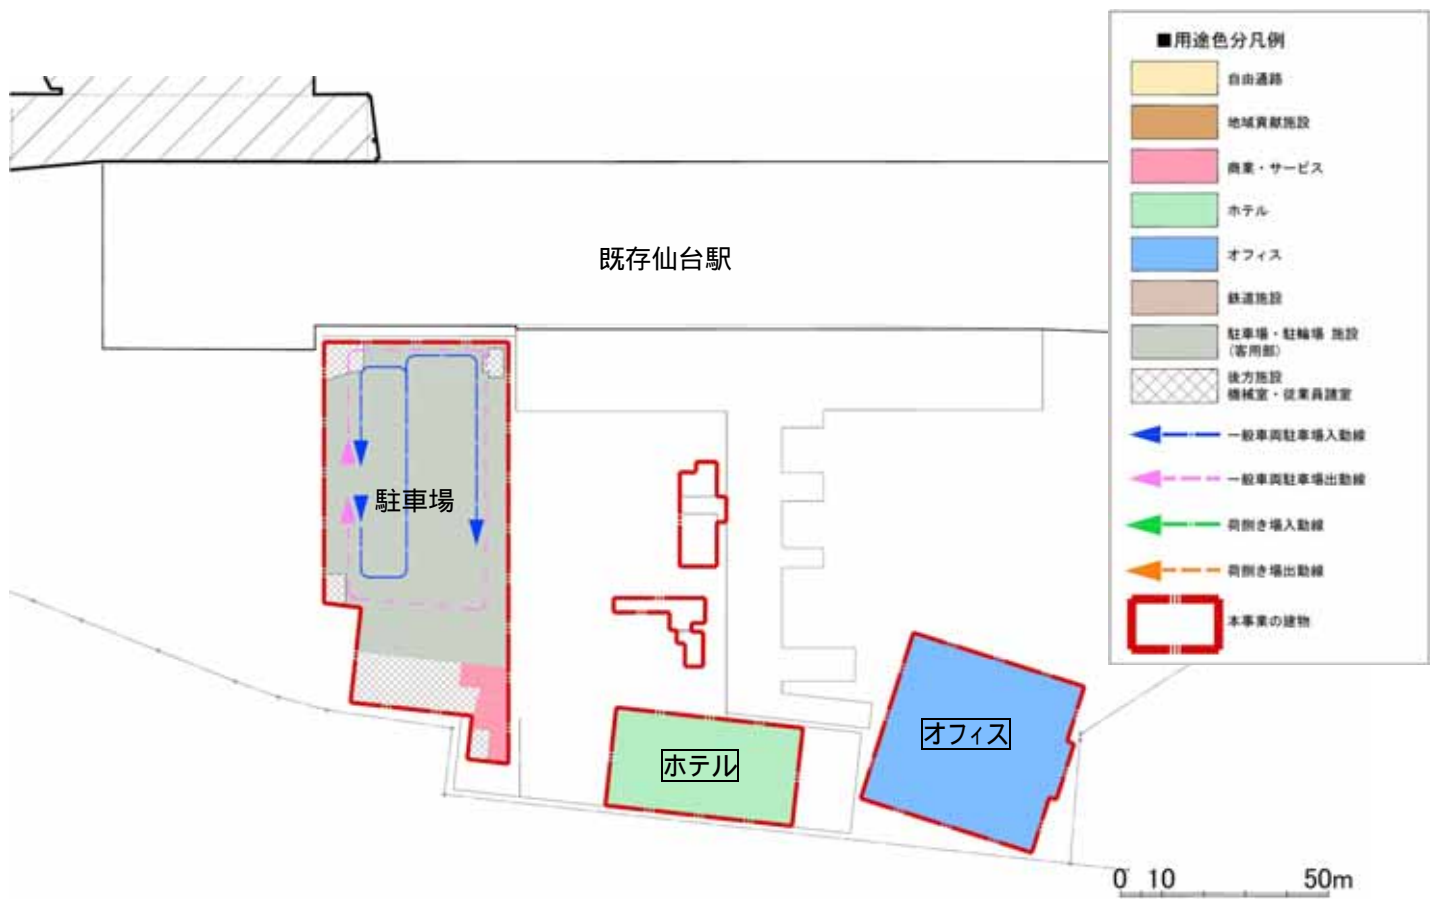 ■用途色分凡例
自由通路
地域貢献施設
商業・サービス
ホテル
オフィス
鉄道施設
駐車場・駐輪場 施設
(客用部)
後方施設
機械室・従業員諸室
一般車両駐車場入動線
一般車両駐車場出動線
荷捌き場入動線
荷捌き場出動線
本事業の建物
既存仙台駅
駐車場
オフィス
ホテル
0 10 50m